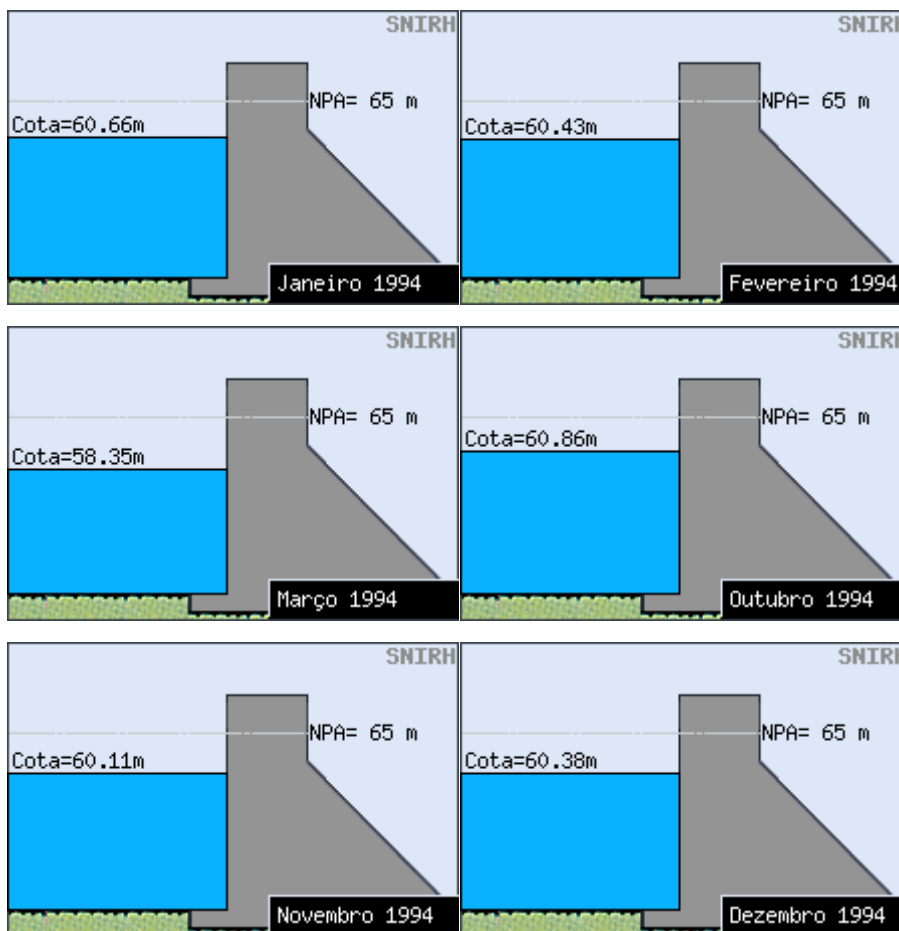 SNIRH
NPA= 65 m
Cota=60.66m
Janeiro 1994
SNIRH
NPA= 65 m
Cota=60.43m
Fevereiro 1994
SNIRH
NPA= 65 m
Cota=58.35m
Março 1994
SNIRH
NPA= 65 m
Cota=60.86m
Outubro 1994
SNIRH
NPA= 65 m
Cota=60.11m
Novembro 1994
SNIRH
NPA= 65 m
Cota=60.38m
Dezembro 1994